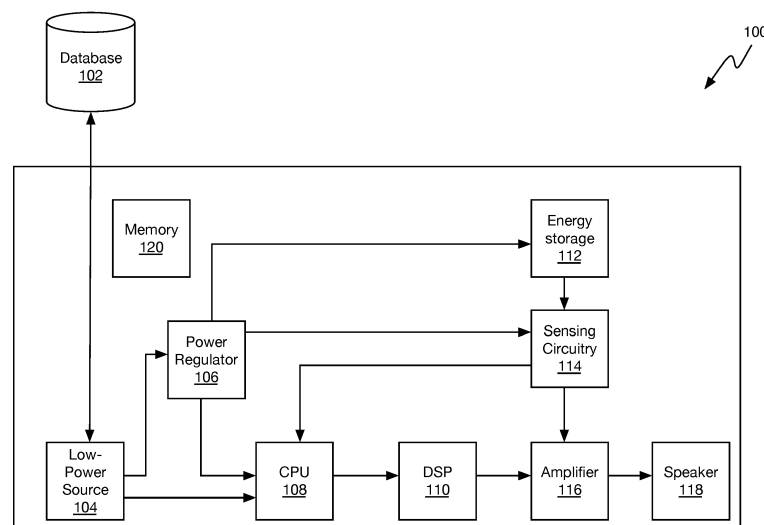 100
Database
102
Memory
120
Energy
storage
112
Power
Regulator
106
Sensing
Circuitry
114
Low-
Power
Source
104
CPU
108
DSP
110
Amplifier
116
Speaker
118